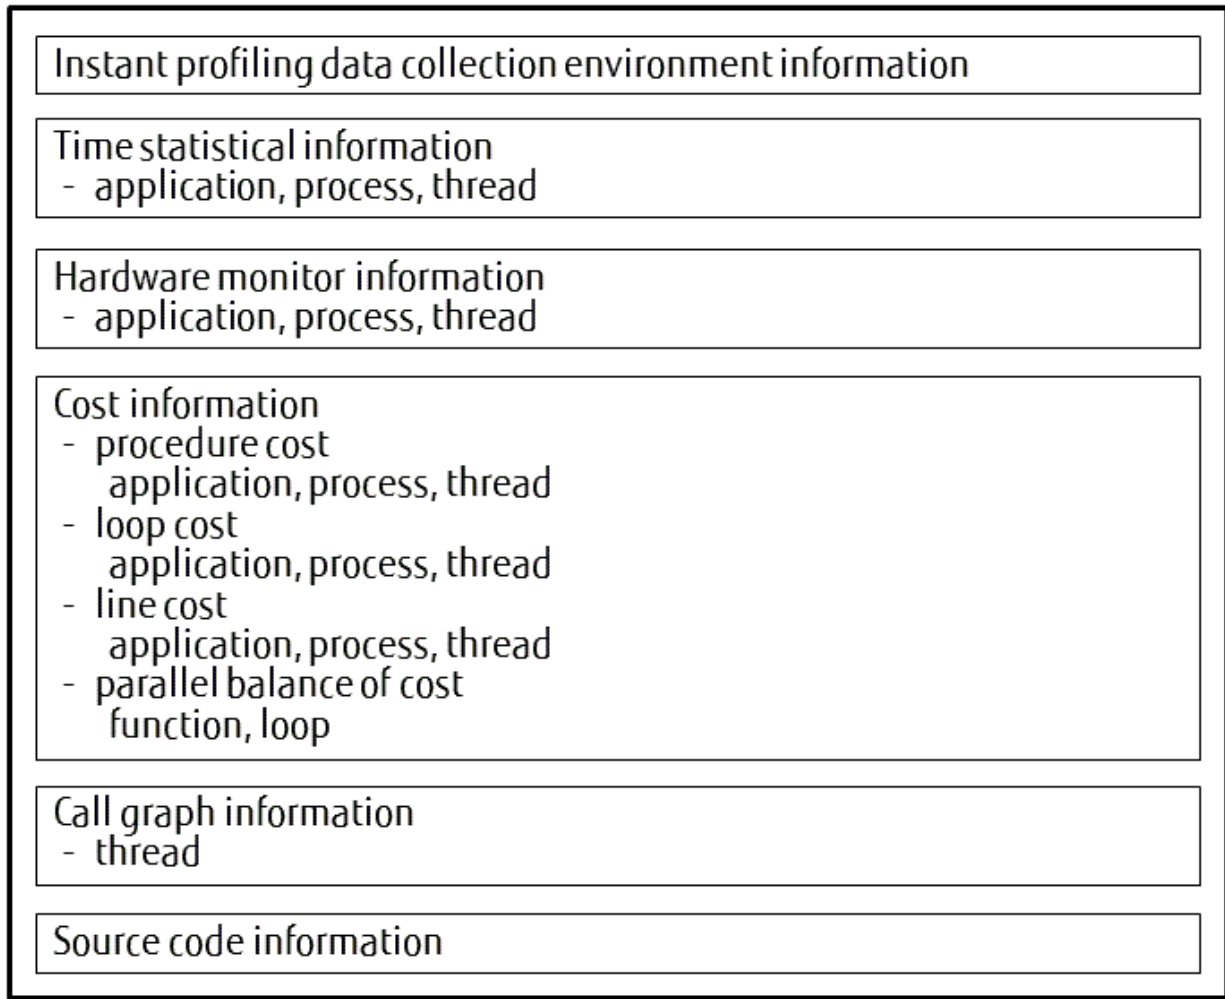 Instant profiling data collection environment information
Time statistical information
- application, process, thread
Hardware monitor information
- application, process, thread
Cost information
- procedure cost
application, process, thread
- loop cost
application, process, thread
- line cost
application, process, thread
- parallel balance of cost
function, loop
Call graph information
- thread
Source code information